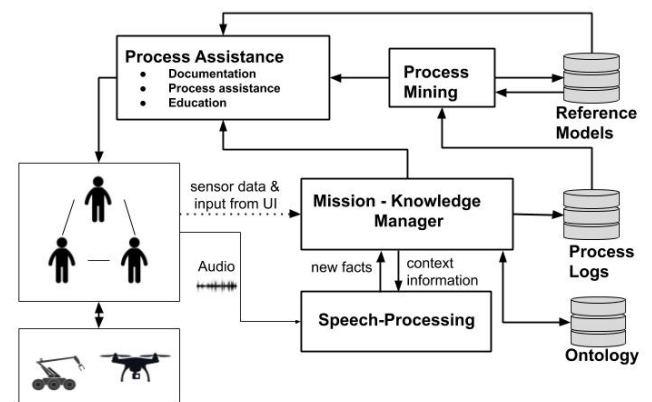 Process Assistance
● Documentation
● Process assistance
● Education
Process
Mining
Reference
Models
sensor data &
input from UI
Mission - Knowledge
Manager
Process
Logs
Audio
new facts
context
information
Speech-Processing
Ontology